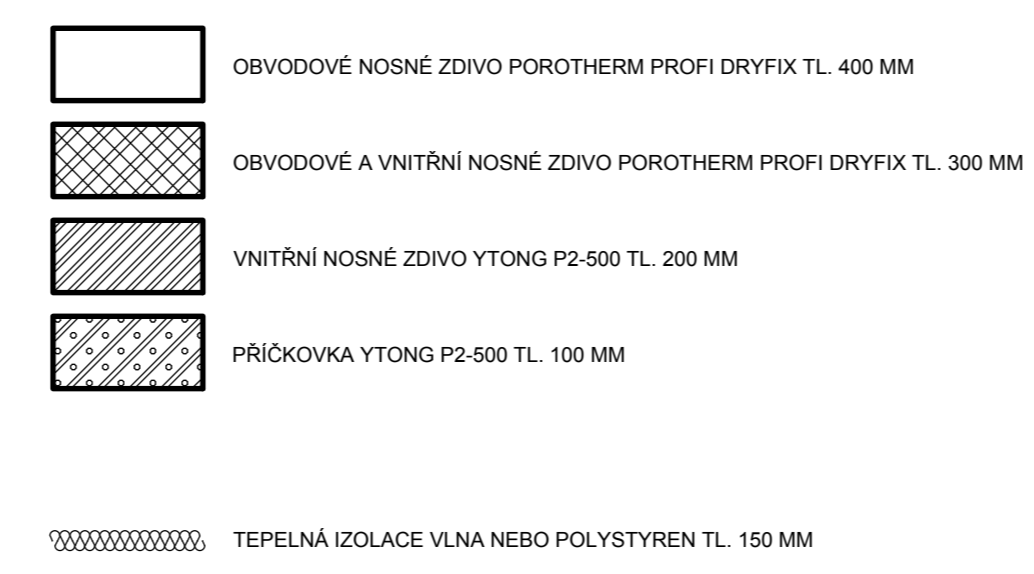 OBVODOVÉ NOSNÉ ZDIVO POROTHERM PROFI DRYFIX TL. 400 MM
OBVODOVÉ A VNITŘNÍ NOSNÉ ZDIVO POROTHERM PROFI DRYFIX TL. 300 MM
VNITŘNÍ NOSNÉ ZDIVO YTONG P2-500 TL. 200 MM
PŘÍČKOVKA YTONG P2-500 TL. 100 MM
TEPELNÁ IZOLACE VLNA NEBO POLYSTYREN TL. 150 MM